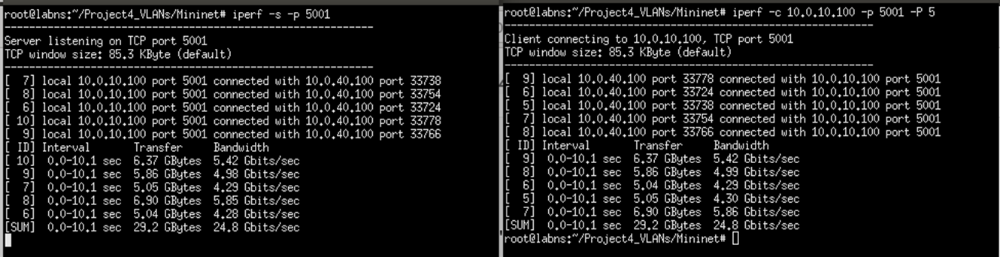 root@labns:~/Project4_VLANs/Mininet# iperf -s -p 5001
------------------------------------------------------------
Server listening on TCP port 5001
TCP window size: 85.3 KByte (default)
------------------------------------------------------------
[  7] local 10.0.10.100 port 5001 connected with 10.0.40.100 port 33738
[  8] local 10.0.10.100 port 5001 connected with 10.0.40.100 port 33754
[  6] local 10.0.10.100 port 5001 connected with 10.0.40.100 port 33724
[ 10] local 10.0.10.100 port 5001 connected with 10.0.40.100 port 33778
[  9] local 10.0.10.100 port 5001 connected with 10.0.40.100 port 33766
[ ID] Interval       Transfer     Bandwidth
[ 10]  0.0-10.1 sec  6.37 GBytes  5.42 Gbits/sec
[  9]  0.0-10.1 sec  5.86 GBytes  4.98 Gbits/sec
[  7]  0.0-10.1 sec  5.05 GBytes  4.29 Gbits/sec
[  8]  0.0-10.1 sec  6.90 GBytes  5.85 Gbits/sec
[  6]  0.0-10.1 sec  5.04 GBytes  4.28 Gbits/sec
[SUM]  0.0-10.1 sec  29.2 GBytes  24.8 Gbits/sec
root@labns:~/Project4_VLANs/Mininet# iperf -c 10.0.10.100 -p 5001 -P 5
------------------------------------------------------------
Client connecting to 10.0.10.100, TCP port 5001
TCP window size: 85.3 KByte (default)
------------------------------------------------------------
[  9] local 10.0.40.100 port 33778 connected with 10.0.10.100 port 5001
[  6] local 10.0.40.100 port 33724 connected with 10.0.10.100 port 5001
[  5] local 10.0.40.100 port 33738 connected with 10.0.10.100 port 5001
[  7] local 10.0.40.100 port 33754 connected with 10.0.10.100 port 5001
[  8] local 10.0.40.100 port 33766 connected with 10.0.10.100 port 5001
[ ID] Interval       Transfer     Bandwidth
[  9]  0.0-10.1 sec  6.37 GBytes  5.42 Gbits/sec
[  8]  0.0-10.1 sec  5.86 GBytes  4.99 Gbits/sec
[  6]  0.0-10.1 sec  5.04 GBytes  4.29 Gbits/sec
[  5]  0.0-10.1 sec  5.05 GBytes  4.30 Gbits/sec
[  7]  0.0-10.1 sec  6.90 GBytes  5.86 Gbits/sec
[SUM]  0.0-10.1 sec  29.2 GBytes  24.8 Gbits/sec
root@labns:~/Project4_VLANs/Mininet#